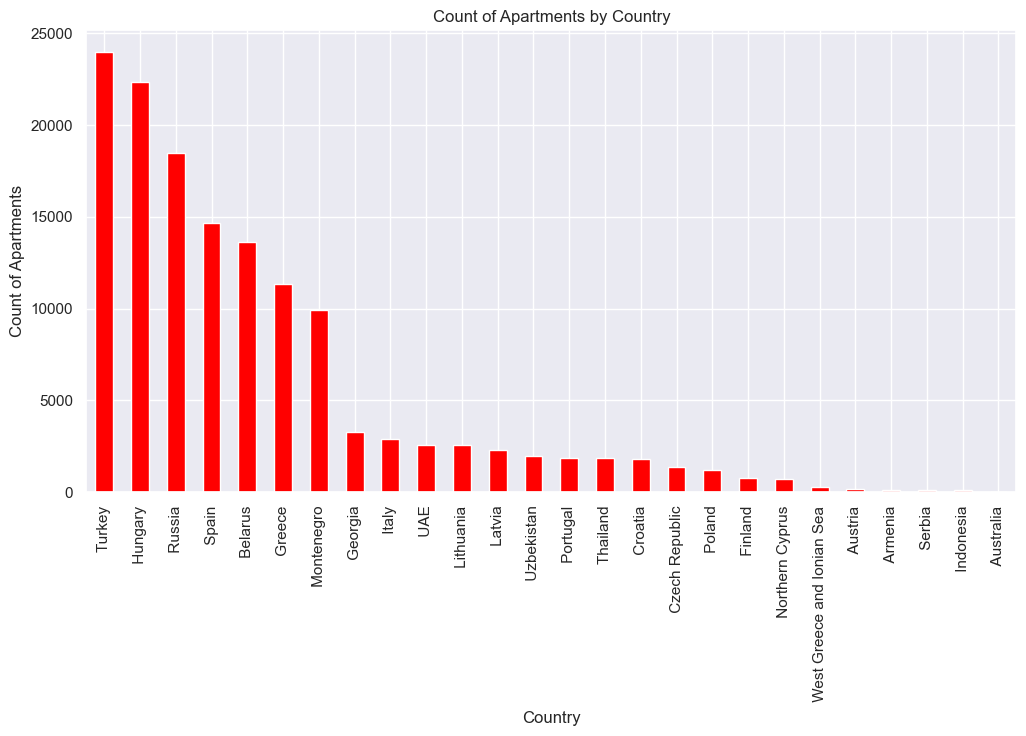 Count of Apartments by Country
Count of Apartments
25000
20000
15000
10000
5000
0
Turkey
Hungary
Russia
Spain
Belarus
Greece
Montenegro
Georgia
Italy
UAE
Lithuania
Latvia
Uzbekistan
Portugal
Thailand
Croatia
Czech Republic
Poland
Finland
Northern Cyprus
West Greece and Ionian Sea
Austria
Armenia
Serbia
Indonesia
Australia
Country